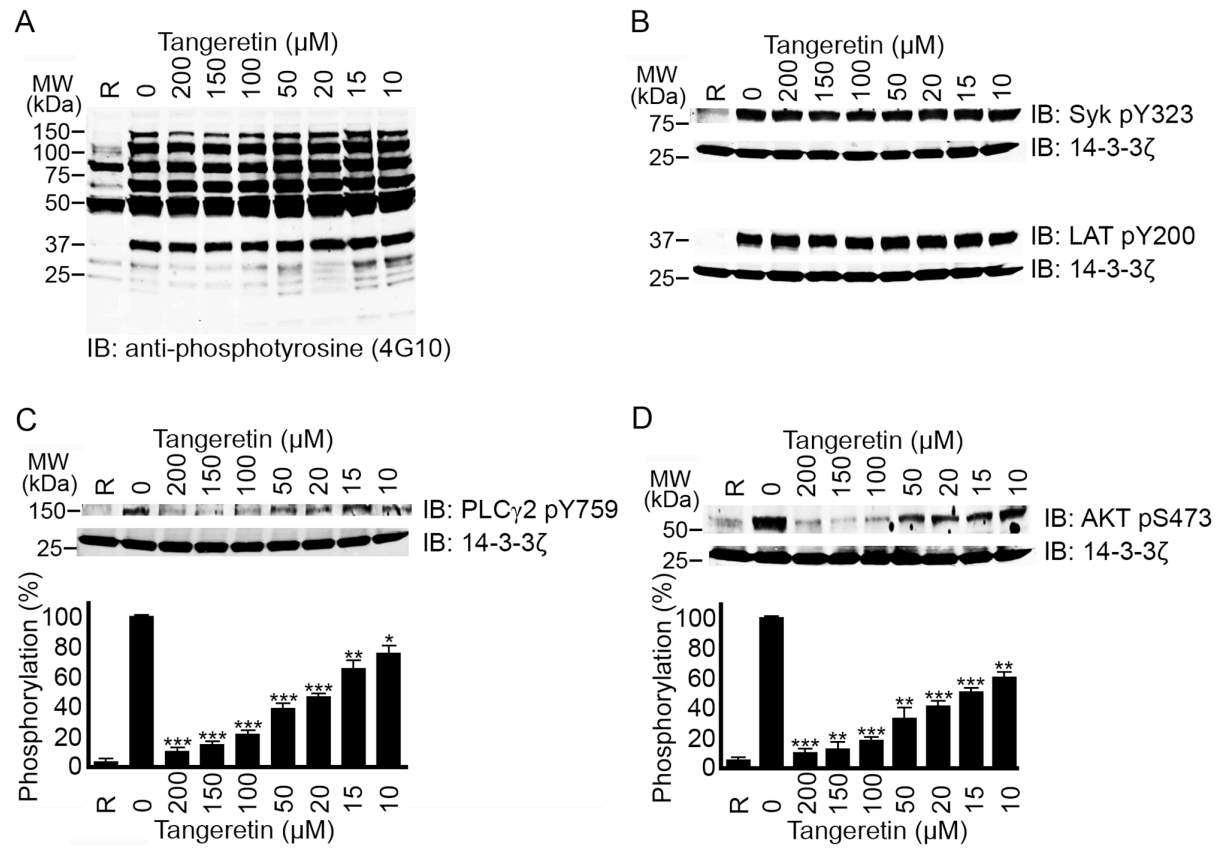 A
Tangeretin (µM)
MW
(kDa)
R 0 200 150 100 50 20 15 10
150
100
75
50
37
25
IB: anti-phosphotyrosine (4G10)
B
Tangeretin (µM)
MW
(kDa)
R 0 200 150 100 50 20 15 10
75
IB: Syk pY323
25
IB: 14-3-3ζ
37
IB: LAT pY200
25
IB: 14-3-3ζ
C
Tangeretin (µM)
MW
(kDa)
R 0 200 150 100 50 20 15 10
150
IB: PLCγ2 pY759
25
IB: 14-3-3ζ
Phosphorylation (%)
100
80
60
40
20
0
*** *** *** *** *** ** *
R 0 200 150 100 50 20 15 10
Tangeretin (µM)
D
Tangeretin (µM)
MW
(kDa)
R 0 200 150 100 50 20 15 10
50
IB: AKT pS473
25
IB: 14-3-3ζ
Phosphorylation (%)
100
80
60
40
20
0
*** ** *** ** *** *** **
R 0 200 150 100 50 20 15 10
Tangeretin (µM)